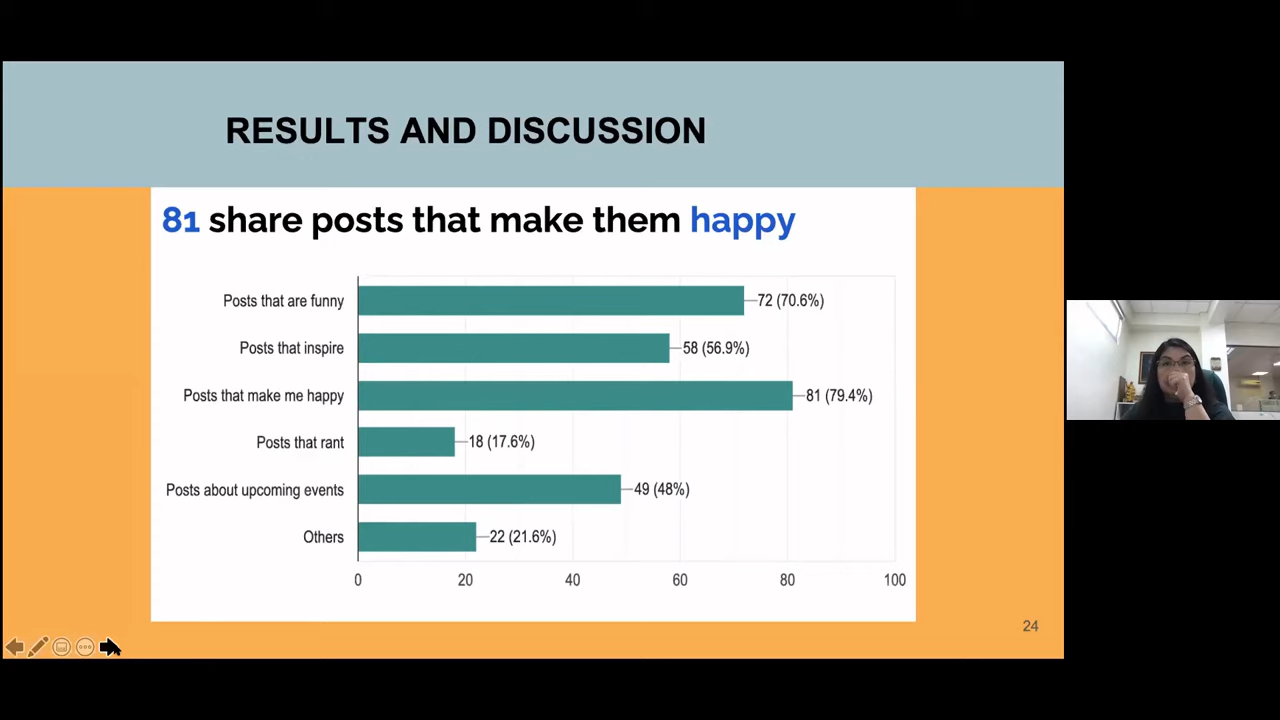 RESULTS AND DISCUSSION
81 share posts that make them happy
Posts that are funny 72 (70.6%)
Posts that inspire 58 (56.9%)
Posts that make me happy 81 (79.4%)
Posts that rant 18 (17.6%)
Posts about upcoming events 49 (48%)
Others 22 (21.6%)
0 20 40 60 80 100
24